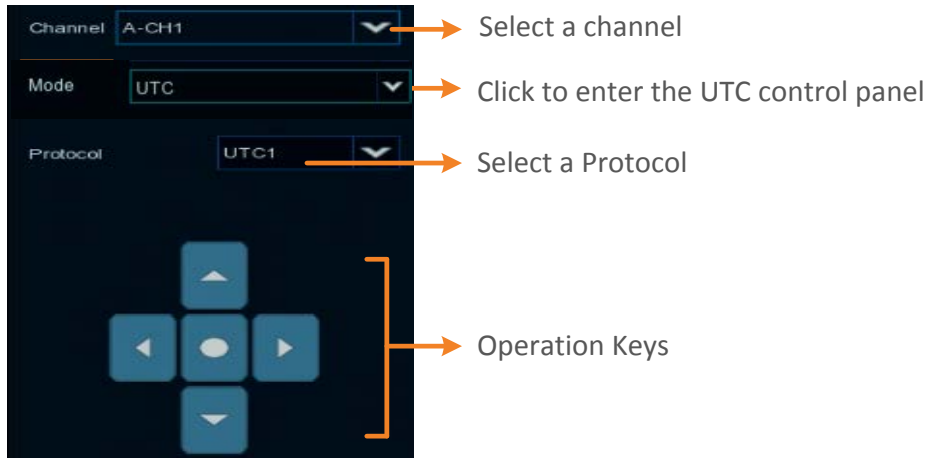 Channel A-CH1 Select a channel
Mode UTC Click to enter the UTC control panel
Protocol UTC1 Select a Protocol
Operation Keys